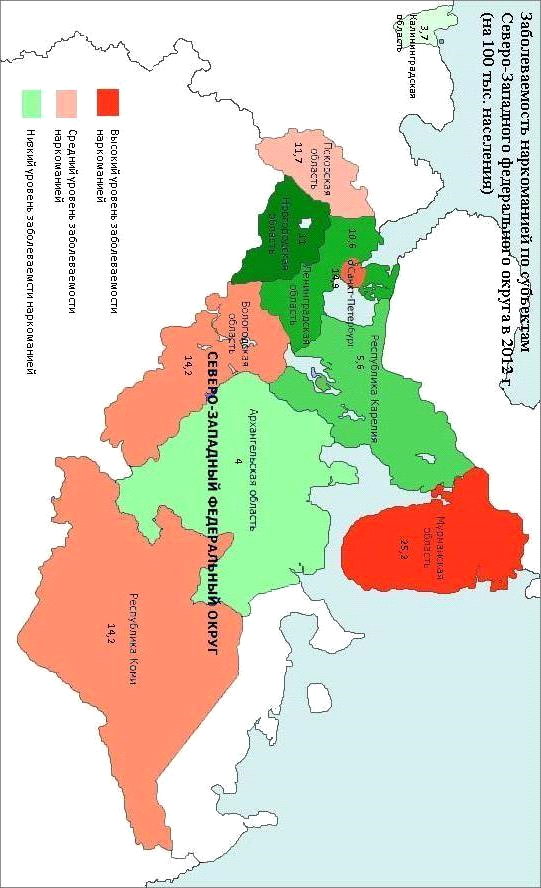 Заболеваемость наркоманией по субъектам
Северо-Западного федерального округа в 2012 г.
(на 100 тыс. населения)
3,7
Калининградская
область
Мурманская
область
25,2
Республика Карелия
5,6
10,6
Санкт-Петербург
14,9
Ленинградская
область
Псковская
область
11,7
11
Новгородская
область
Вологодская
область
14,2
Архангельская область
4
СЕВЕРО-ЗАПАДНЫЙ ФЕДЕРАЛЬНЫЙ ОКРУГ
Республика Коми
14,2
Высокий уровень заболеваемости
наркоманией
Средний уровень заболеваемости
наркоманией
Низкий уровень заболеваемсти наркоманией